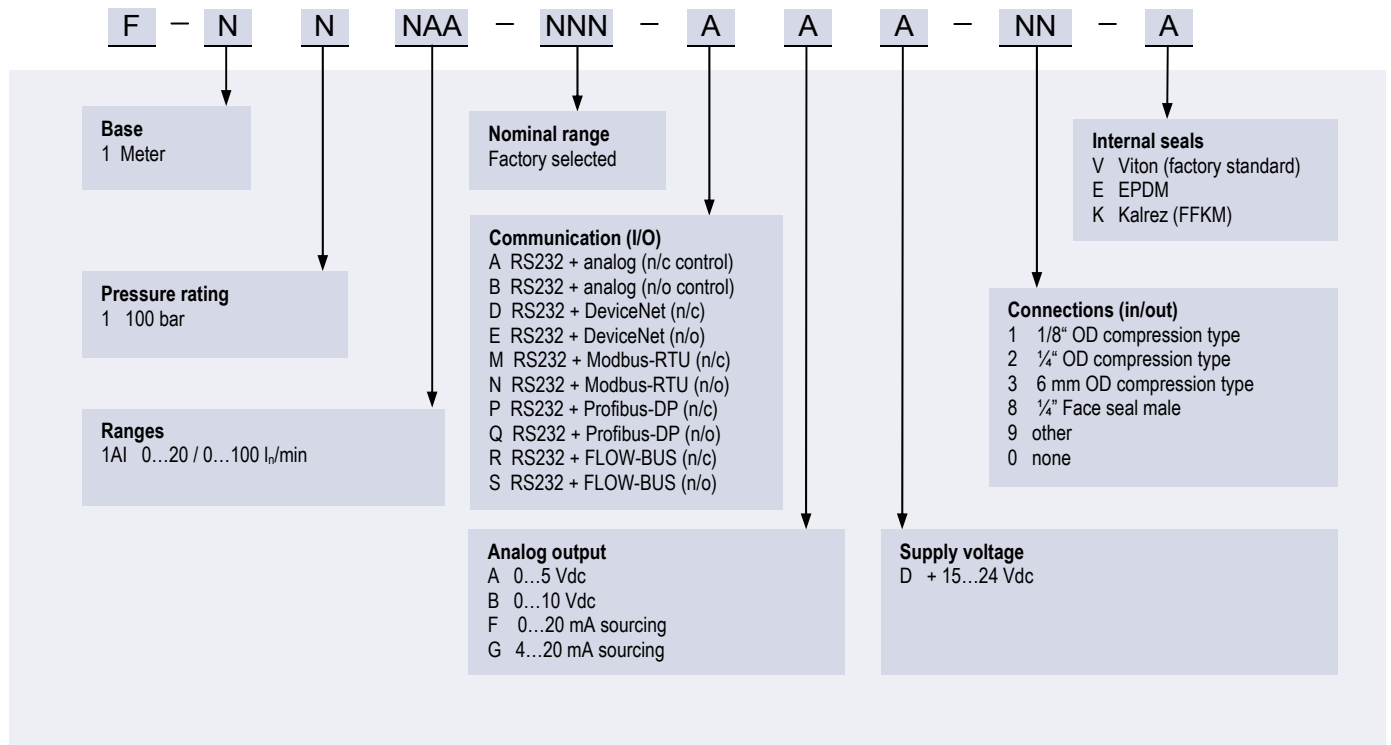 F – N N NAA – NNN – A A A – NN – A
Base
1 Meter
Pressure rating
1 100 bar
Ranges
1AI 0…20 / 0…100 lₙ/min
Nominal range
Factory selected
Communication (I/O)
A RS232 + analog (n/c control)
B RS232 + analog (n/o control)
D RS232 + DeviceNet (n/c)
E RS232 + DeviceNet (n/o)
M RS232 + Modbus-RTU (n/c)
N RS232 + Modbus-RTU (n/o)
P RS232 + Profibus-DP (n/c)
Q RS232 + Profibus-DP (n/o)
R RS232 + FLOW-BUS (n/c)
S RS232 + FLOW-BUS (n/o)
Analog output
A 0…5 Vdc
B 0…10 Vdc
F 0…20 mA sourcing
G 4…20 mA sourcing
Supply voltage
D + 15…24 Vdc
Connections (in/out)
1 1/8“ OD compression type
2 ¼“ OD compression type
3 6 mm OD compression type
8 ¼” Face seal male
9 other
0 none
Internal seals
V Viton (factory standard)
E EPDM
K Kalrez (FFKM)